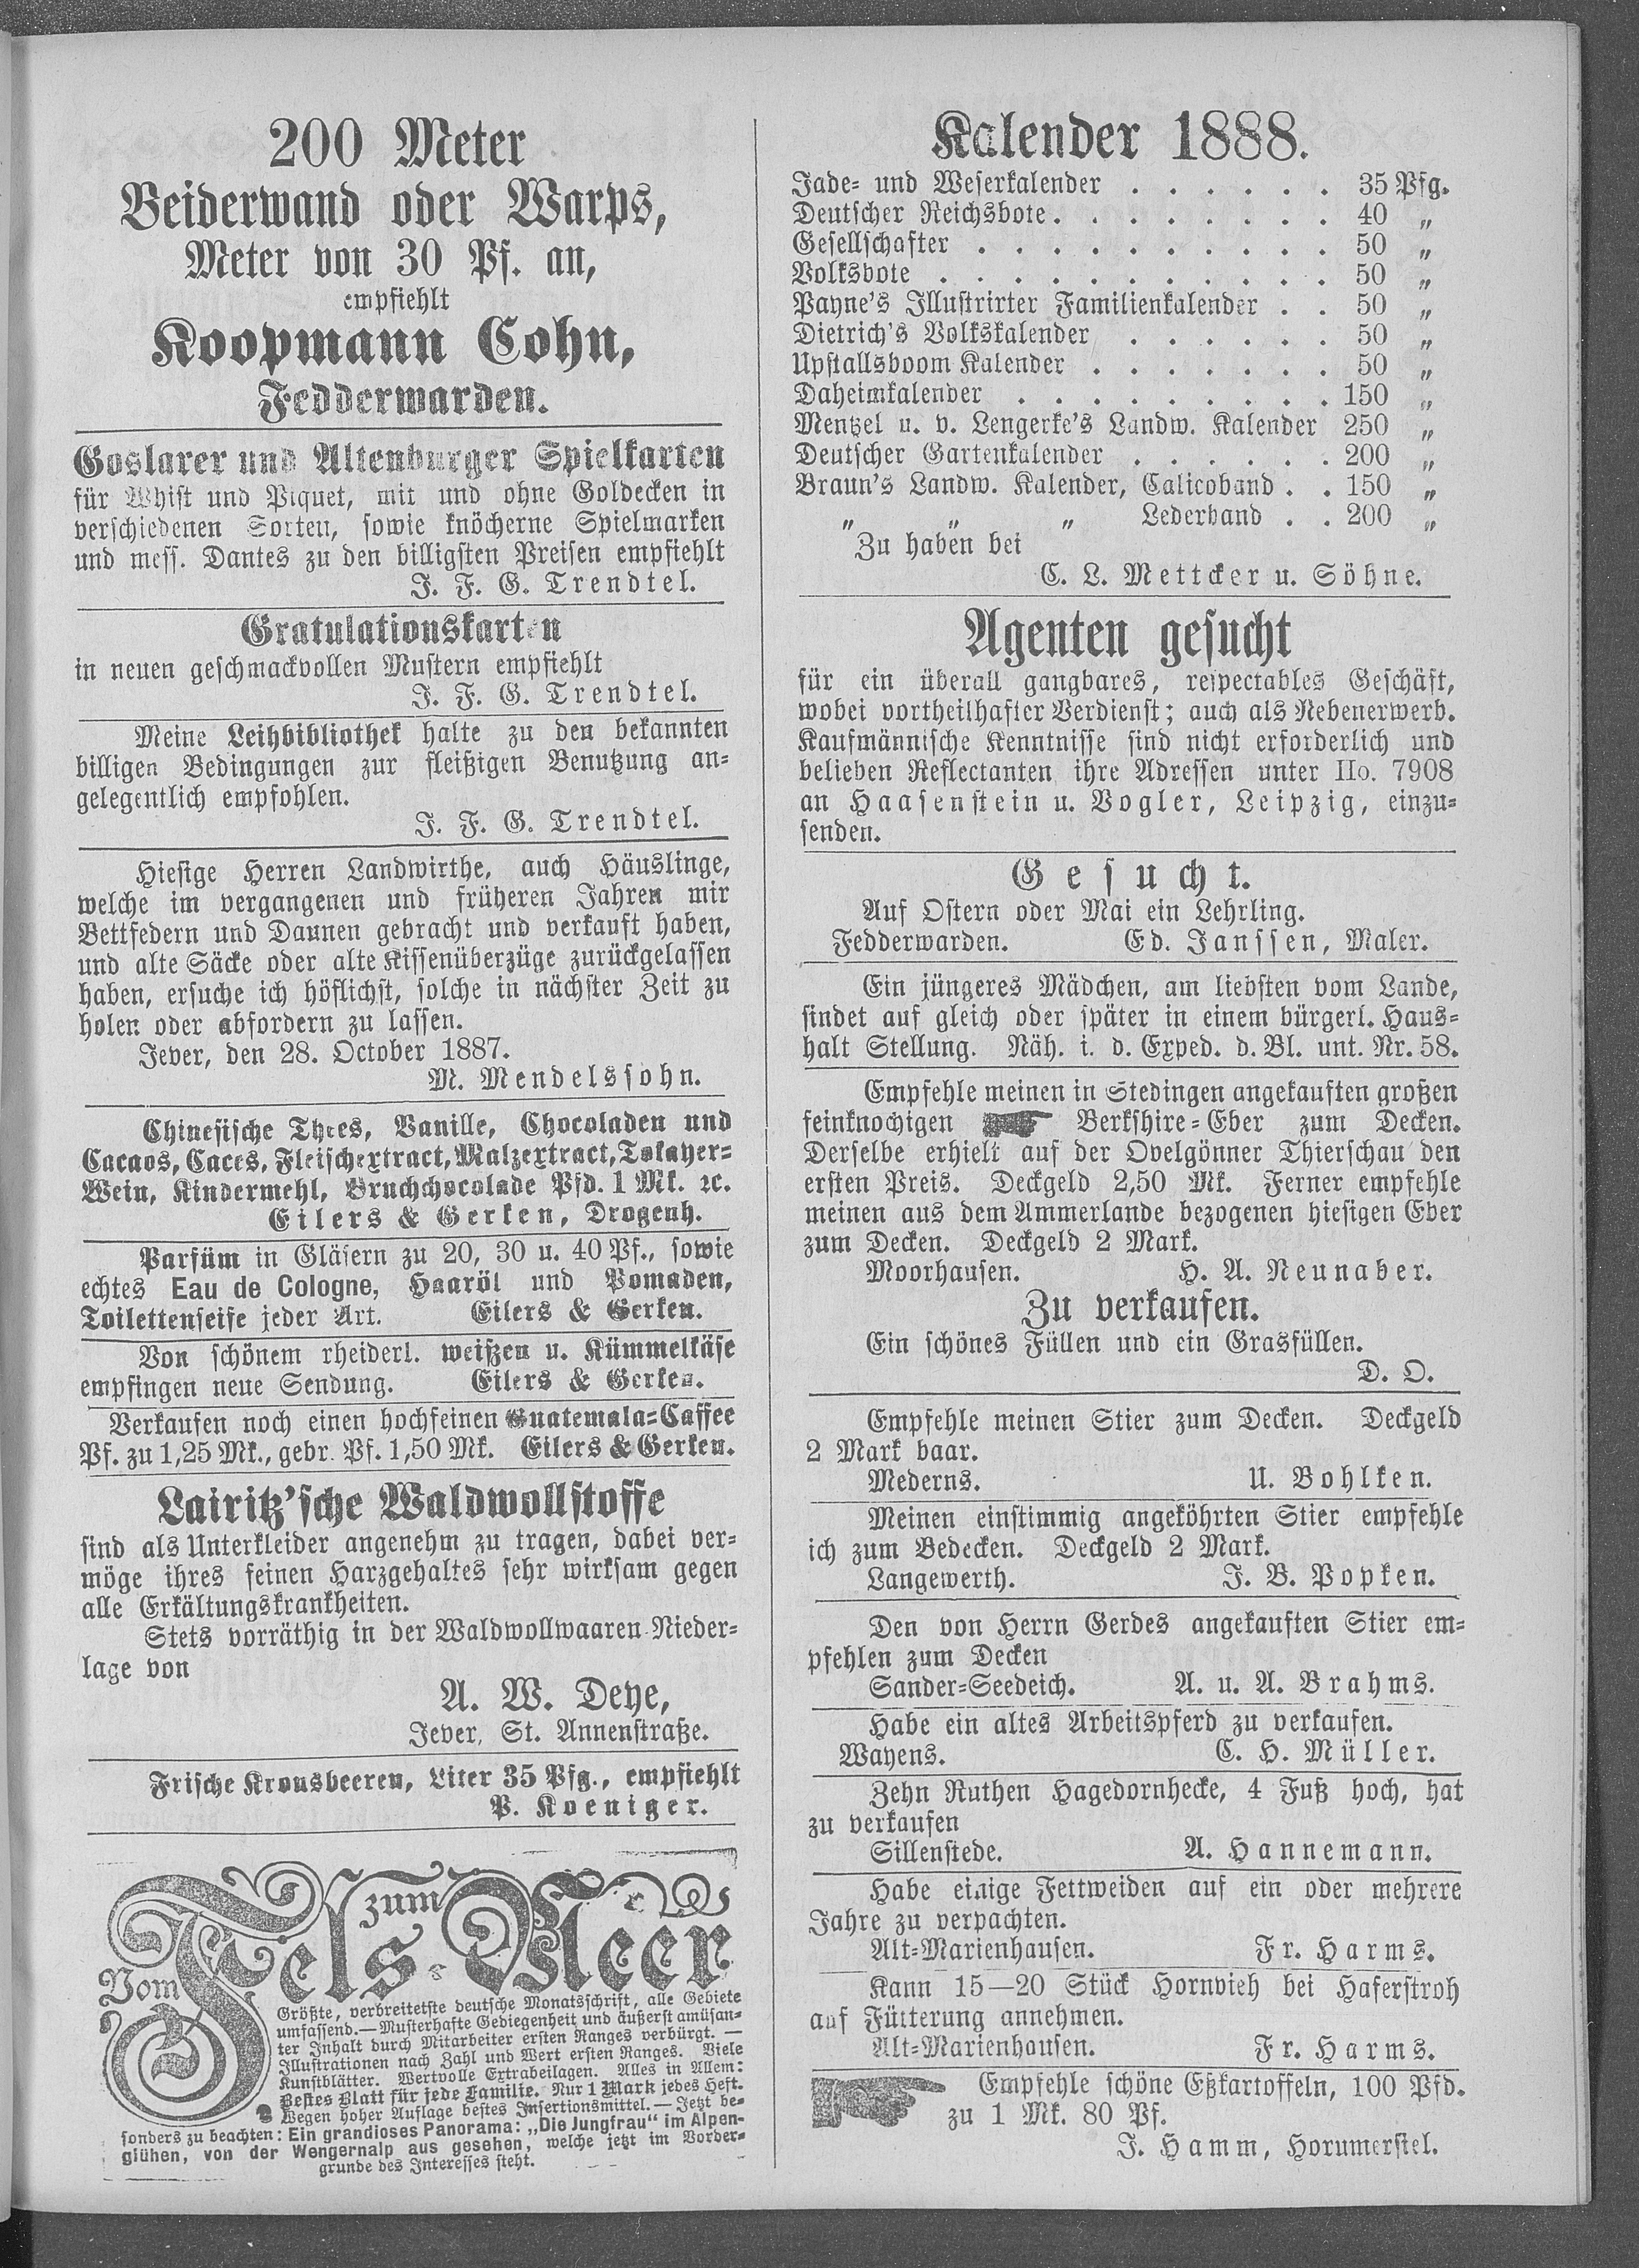 200 Meter
Beiderwand oder Warps,
Meter von 30 Pf. an,
empfiehlt
Koopmann Cohn,
Fedderwarden.
Goslarer und Altenburger Spielkarten
für Whist und Piquet, mit und ohne Goldecken in
verschiedenen Sorten, sowie knöcherne Spielmarken
und mess. Dantes zu den billigsten Preisen empfiehlt
J. F. G. Trendtel.
Gratulationskarten
in neuen geschmackvollen Mustern empfiehlt
J. F. G. Trendtel.
Meine Leihbibliothek halte zu den bekannten
billigen Bedingungen zur fleißigen Benutzung an-
gelegentlich empfohlen.
J. F. G. Trendtel.
Hiesige Herren Landwirthe, auch Häuslinge,
welche im vergangenen und früheren Jahren mir
Bettfedern und Daunen gebracht und verkauft haben,
und alte Säcke oder alte Kissenüberzüge zurückgelassen
haben, ersuche ich höflichst, solche in nächster Zeit zu
holen oder abfordern zu lassen.
Jever, den 28. October 1887.
M. Mendelssohn.
Chinesische Thees, Vanille, Chocoladen und
Cacaos, Caces, Fleischextract, Malzextract, Tokayer-
Wein, Kindermehl, Bruchchocolade Pfd. 1 Mk. ꝛc.
Eilers & Gerken, Drogenh.
Parfüm in Gläsern zu 20, 30 u. 40 Pf., sowie
echtes Eau de Cologne, Haaröl und Pomaden,
Toilettenseife jeder Art. Eilers & Gerken.
Von schönem rheiderl. weißen u. Kümmelkäse
empfingen neue Sendung. Eilers & Gerken.
Verkaufen noch einen hochfeinen Guatemala-Caffee
Pf. zu 1,25 Mk., gebr. Pf. 1,50 Mk. Eilers & Gerken.
Lairitz'sche Waldwollstoffe
sind als Unterkleider angenehm zu tragen, dabei ver-
möge ihres feinen Harzgehaltes sehr wirksam gegen
alle Erkältungskrankheiten.
Stets vorräthig in der Waldwollwaaren-Nieder-
lage von
A. W. Deye,
Jever, St. Annenstraße.
Frische Kronsbeeren, Liter 35 Pfg., empfiehlt
P. Koeniger.
Vom Fels zum Meer
Größte, verbreitetste deutsche Monatsschrift, alle Gebiete
umfassend. — Musterhafte Gediegenheit und äußerst amüsan-
ter Inhalt durch Mitarbeiter ersten Ranges verbürgt. —
Illustrationen nach Zahl und Wert ersten Ranges. Viele
Kunstblätter. Wertvolle Extrabeilagen. Alles in Allem:
Bestes Blatt für jede Familie. Nur 1 Mark jedes Heft.
Wegen hoher Auflage bestes Insertionsmittel. — Jetzt be-
sonders zu beachten: Ein grandioses Panorama: „Die Jungfrau“ im Alpen-
glühen, von der Wengernalp aus gesehen, welche jetzt im Vorder-
grunde des Interesses steht.
Kalender 1888.
Jade- und Weserkalender . . . . . . 35 Pfg.
Deutscher Reichsbote . . . . . . . . 40 „
Gesellschafter . . . . . . . . . . 50 „
Volksbote . . . . . . . . . . . 50 „
Payne's Illustrirter Familienkalender . . 50 „
Dietrich's Volkskalender . . . . . . 50 „
Upstallsboom Kalender . . . . . . . 50 „
Daheimkalender . . . . . . . . . 150 „
Mentzel u. v. Lengerke's Landw. Kalender 250 „
Deutscher Gartenkalender . . . . . . 200 „
Braun's Landw. Kalender, Calicoband . . 150 „
„ „ „ Lederband . . 200 „
Zu haben bei
C. L. Mettcker u. Söhne.
Agenten gesucht
für ein überall gangbares, respectables Geschäft,
wobei vortheilhafter Verdienst; auch als Nebenerwerb.
Kaufmännische Kenntnisse sind nicht erforderlich und
belieben Reflectanten ihre Adressen unter Ho. 7908
an Haasenstein u. Vogler, Leipzig, einzu-
senden.
Gesucht.
Auf Ostern oder Mai ein Lehrling.
Fedderwarden. Ed. Janssen, Maler.
Ein jüngeres Mädchen, am liebsten vom Lande,
findet auf gleich oder später in einem bürgerl. Haus-
halt Stellung. Näh. i. d. Exped. d. Bl. unt. Nr. 58.
Empfehle meinen in Stedingen angekauften großen
feinknochigen Berkshire-Eber zum Decken.
Derselbe erhielt auf der Ovelgönner Thierschau den
ersten Preis. Deckgeld 2,50 Mk. Ferner empfehle
meinen aus dem Ammerlande bezogenen hiesigen Eber
zum Decken. Deckgeld 2 Mark.
Moorhausen. H. A. Neunaber.
Zu verkaufen.
Ein schönes Füllen und ein Grasfüllen.
D. O.
Empfehle meinen Stier zum Decken. Deckgeld
2 Mark baar.
Mederns. U. Bohlken.
Meinen einstimmig angeköhrten Stier empfehle
ich zum Bedecken. Deckgeld 2 Mark.
Langewerth. J. B. Popken.
Den von Herrn Gerdes angekauften Stier em-
pfehlen zum Decken
Sander-Seedeich. A. u. A. Brahms.
Habe ein altes Arbeitspferd zu verkaufen.
Wayens. C. H. Müller.
Zehn Ruthen Hagedornhecke, 4 Fuß hoch, hat
zu verkaufen
Sillenstede. A. Hannemann.
Habe einige Fettweiden auf ein oder mehrere
Jahre zu verpachten.
Alt-Marienhausen. Fr. Harms.
Kann 15—20 Stück Hornvieh bei Haferstroh
auf Fütterung annehmen.
Alt-Marienhausen. Fr. Harms.
Empfehle schöne Eßkartoffeln, 100 Pfd.
zu 1 Mk. 80 Pf.
J. Hamm, Horumersiel.